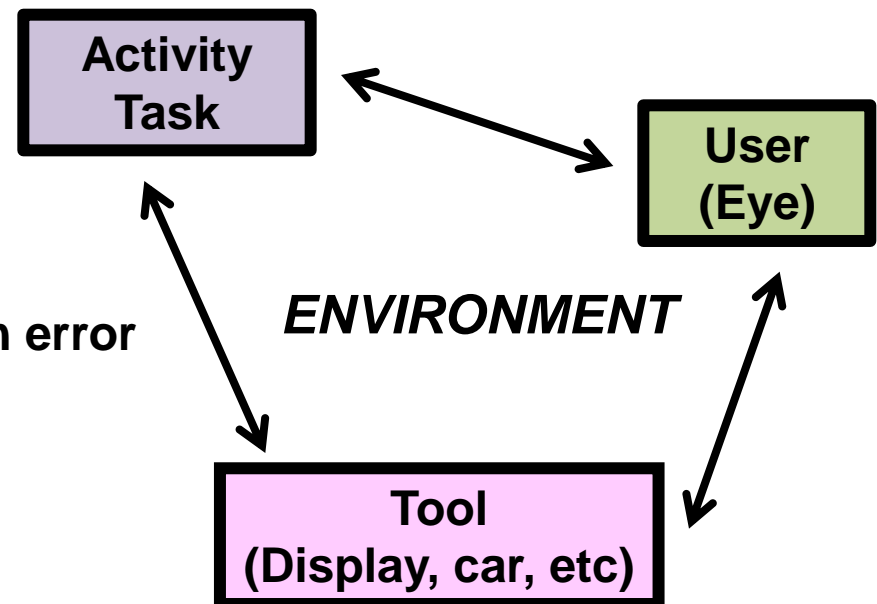 Activity
Task
User
(Eye)
ENVIRONMENT
error
Tool
(Display, car, etc)